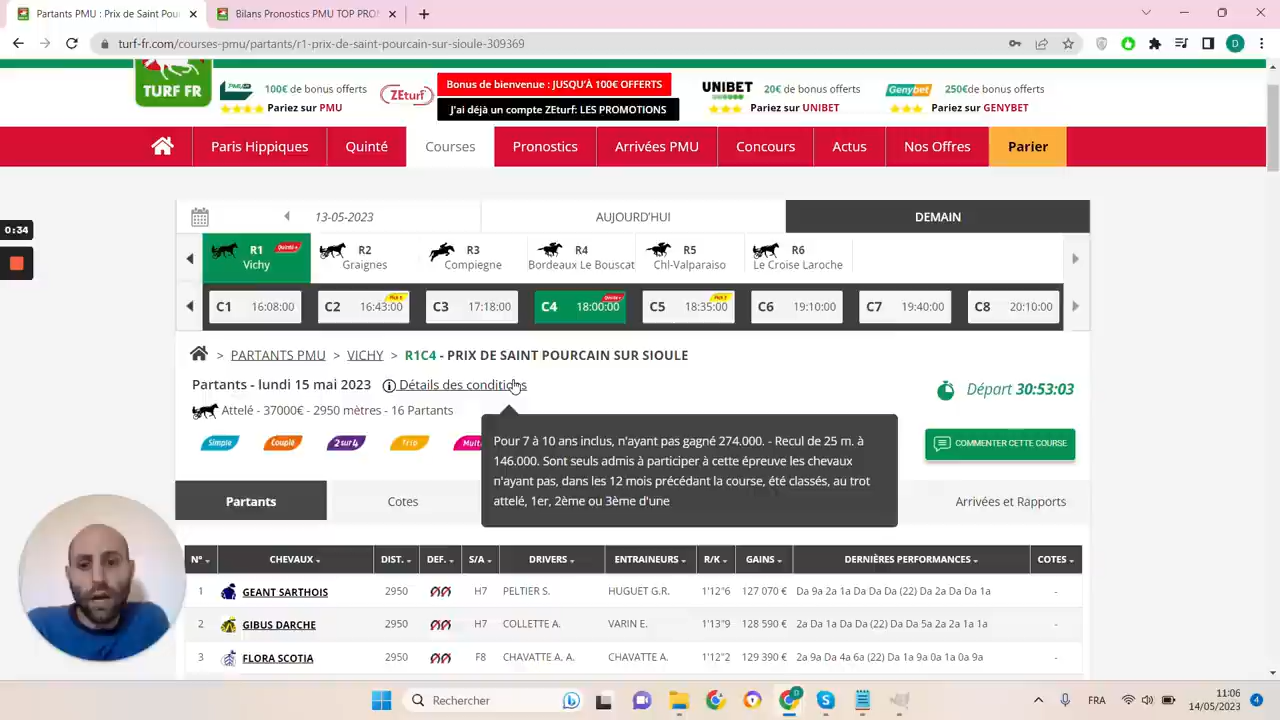 Partants PMU : Turf FR
Attelé Pronostics PMU TOP PRO
turf-fr.com/courses-pmu/partants/r1-prix-de-saint-pourcain-sur-sioule-309369
D
TURF FR
100€ de bonus offerts
Pariez sur PMU
ZEturf
Bonus de bienvenue : JUSQU'À 100€ OFFERTS
J'ai déjà un compte ZEturf: LES PROMOTIONS
UNIBET
20€ de bonus offerts
Pariez sur UNIBET
Genybet
250€de bonus offerts
Pariez sur GENYBET
Paris Hippiques
Quinté
Courses
Pronostics
Arrivées PMU
Concours
Actus
Nos Offres
Parier
0:34
13-05-2023
AUJOURD'HUI
DEMAIN
R1 Quinté+
Vichy
R2
Graignes
R3
Compiegne
R4
Bordeaux Le Bouscat
R5
Chl-Valparaiso
R6
Le Croise Laroche
C1 16:08:00
C2 16:43:00
C3 17:18:00
C4 18:00:00
C5 18:35:00
C6 19:10:00
C7 19:40:00
C8 20:10:00
> PARTANTS PMU > VICHY > R1C4 - PRIX DE SAINT POURCAIN SUR SIOULE
Partants - lundi 15 mai 2023 Détails des conditions
Départ 30:53:03
Attelé - 37000€ - 2950 mètres - 16 Partants
Simple Couplé 2 sur 4 Trio Mult
Pour 7 à 10 ans inclus, n'ayant pas gagné 274.000. - Recul de 25 m. à
146.000. Sont seuls admis à participer à cette épreuve les chevaux
n'ayant pas, dans les 12 mois précédant la course, été classés, au trot
attelé, 1er, 2ème ou 3ème d'une
COMMENTER CETTE COURSE
Partants
Cotes
Arrivées et Rapports
N° CHEVAUX DIST. DEF. S/A DRIVERS ENTRAINEURS R/K GAINS DERNIÈRES PERFORMANCES COTES
1 GEANT SARTHOIS 2950 H7 PELTIER S. HUGUET G.R. 1'12"6 127 070 € Da 9a 2a 1a Da Da Da (22) Da 2a Da Da 1a -
2 GIBUS DARCHE 2950 H7 COLLETTE A. VARIN E. 1'13"9 128 590 € 2a Da 1a Da Da (22) Da Da 5a 2a 2a 1a 1a -
3 FLORA SCOTIA 2950 F8 CHAVATTE A. A. CHAVATTE A. 1'12"2 129 390 € 2a 9a Da 4a 6a (22) Da 1a 9a 0a 1a 0a 9a -
Rechercher
FRA
11:06
14/05/2023
4